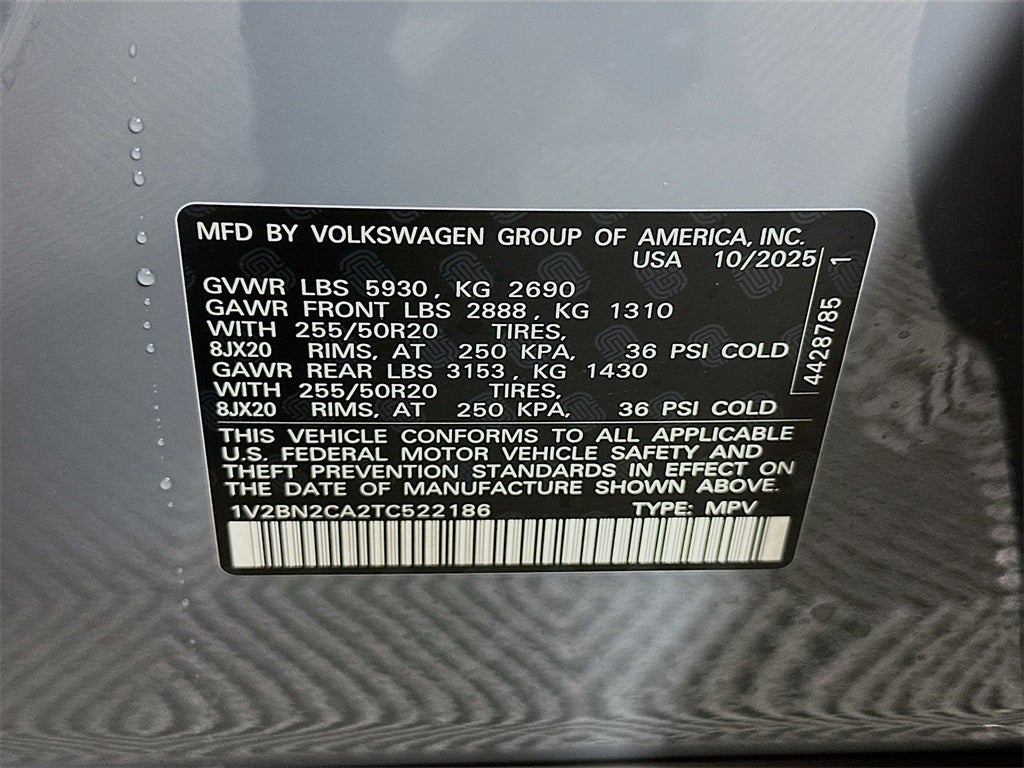 MFD BY VOLKSWAGEN GROUP OF AMERICA, INC.
USA 10/2025
GVWR LBS 5930, KG 2690
GAWR FRONT LBS 2888, KG 1310
WITH 255/50R20 TIRES,
8JX20 RIMS, AT 250 KPA, 36 PSI COLD
GAWR REAR LBS 3153, KG 1430
WITH 255/50R20 TIRES,
8JX20 RIMS, AT 250 KPA, 36 PSI COLD
4428785 1
THIS VEHICLE CONFORMS TO ALL APPLICABLE
U.S. FEDERAL MOTOR VEHICLE SAFETY AND
THEFT PREVENTION STANDARDS IN EFFECT ON
THE DATE OF MANUFACTURE SHOWN ABOVE.
1V2BN2CA2TC522186 TYPE: MPV